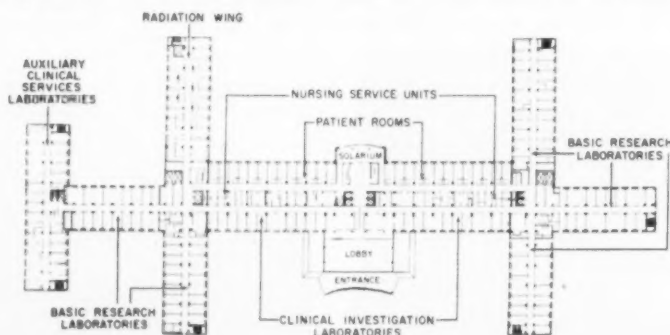 RADIATION WING
AUXILIARY
CLINICAL
SERVICES
LABORATORIES
NURSING SERVICE UNITS
PATIENT ROOMS
SOLARIUM
BASIC RESEARCH
LABORATORIES
LOBBY
ENTRANCE
BASIC RESEARCH
LABORATORIES
CLINICAL INVESTIGATION
LABORATORIES